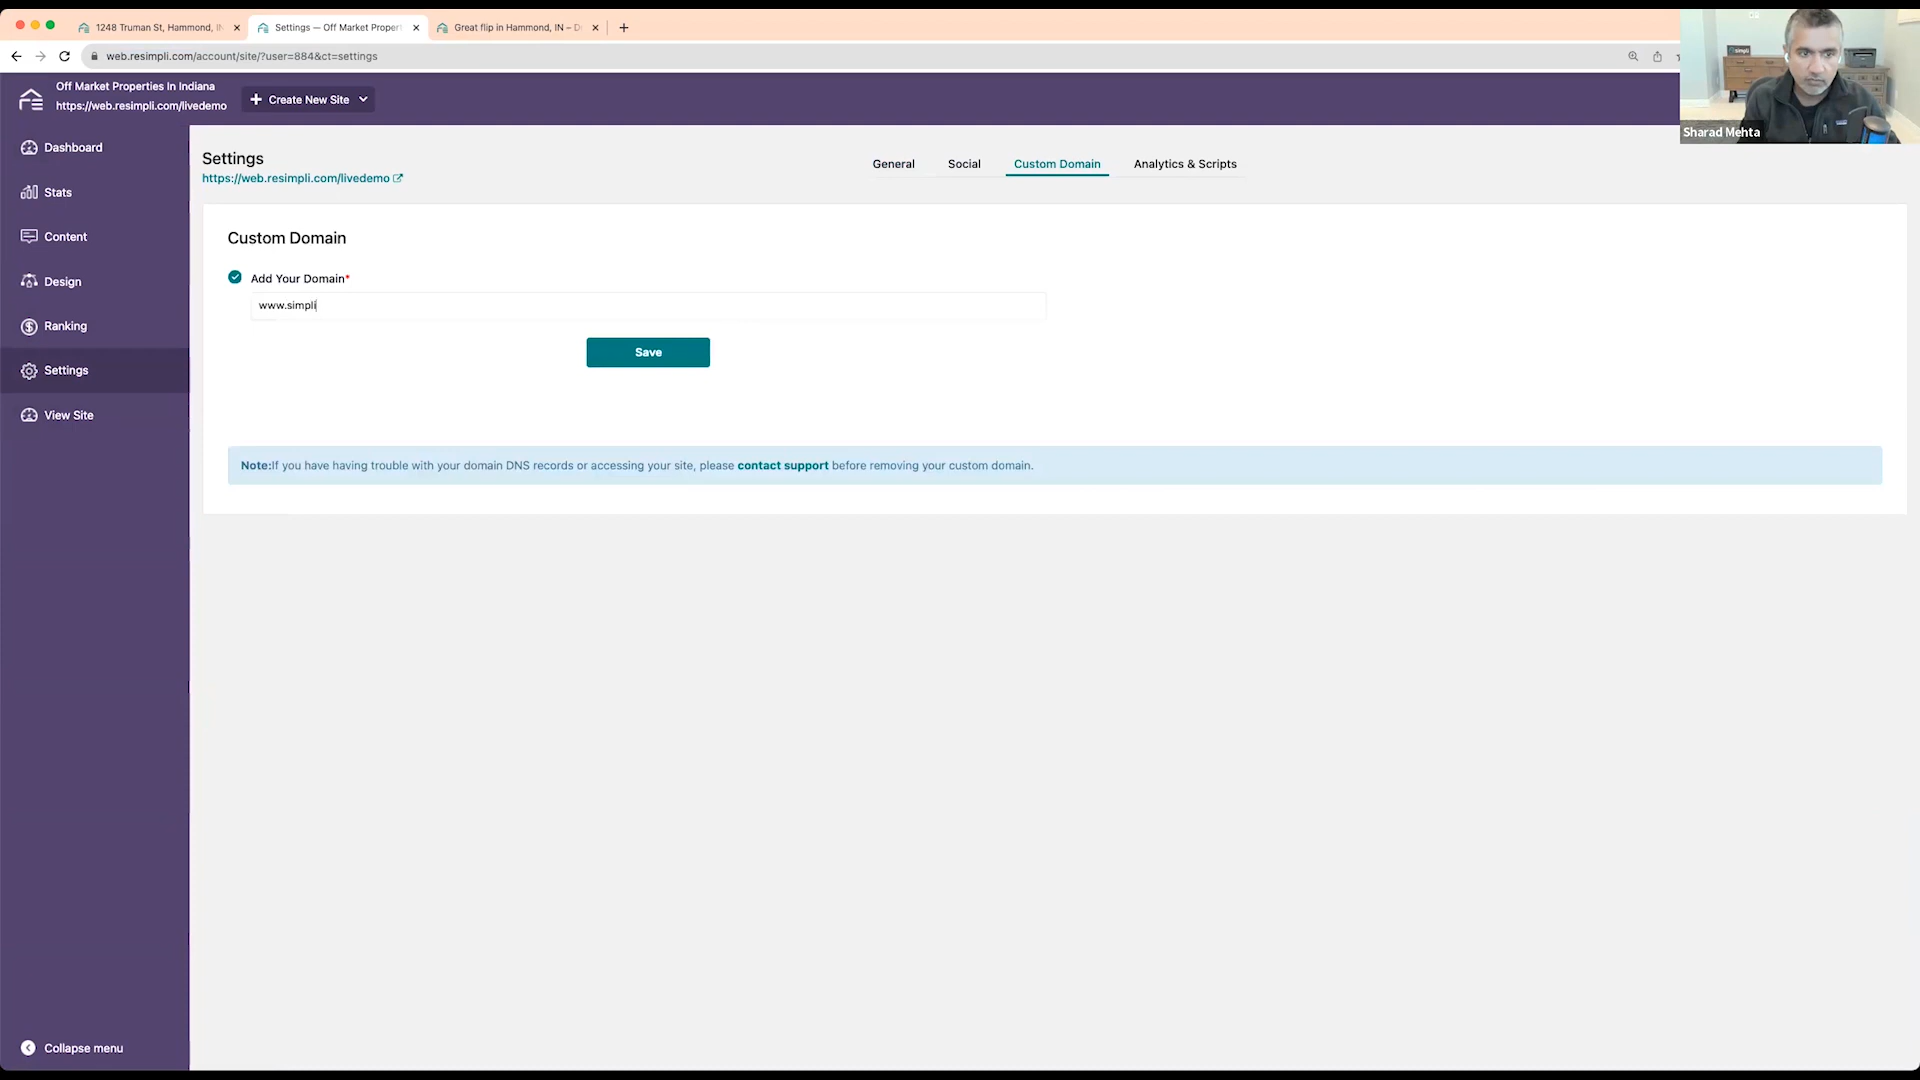 1248 Truman St, Hammond, IN
Settings — Off Market Propert
Great flip in Hammond, IN – D
web.resimpli.com/account/site/?user=884&ct=settings
Off Market Properties In Indiana
https://web.resimpli.com/livedemo
Create New Site
Sharad Mehta
Dashboard
Stats
Content
Design
Ranking
Settings
View Site
Collapse menu
Settings
https://web.resimpli.com/livedemo
General
Social
Custom Domain
Analytics & Scripts
Custom Domain
Add Your Domain*
www.simpli
Save
Note:If you have having trouble with your domain DNS records or accessing your site, please contact support before removing your custom domain.